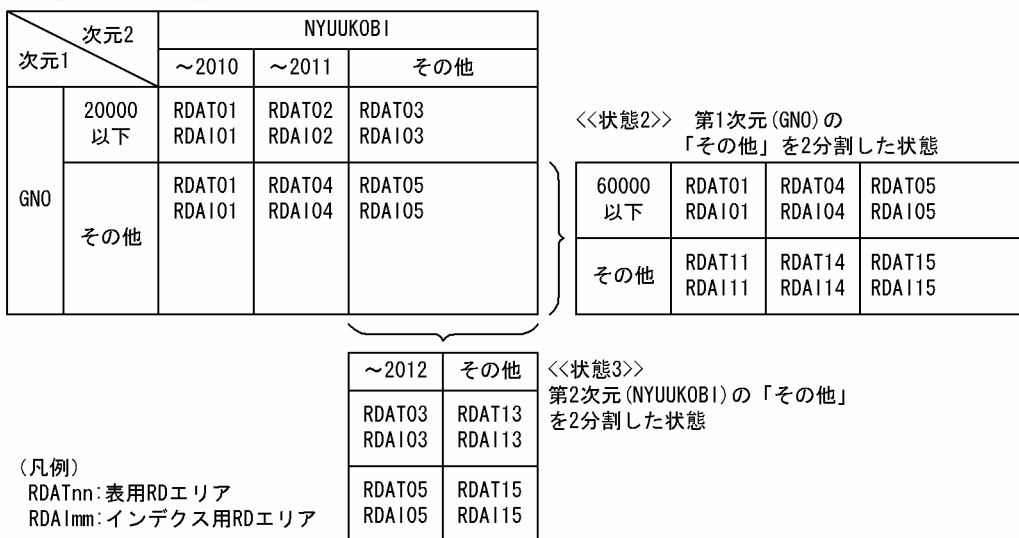 次元2
次元1
NYUUKOBI
～2010
～2011
その他
GNO
20000
以下
RDAT01
RDAI01
RDAT02
RDAI02
RDAT03
RDAI03
その他
RDAT01
RDAI01
RDAT04
RDAI04
RDAT05
RDAI05
<<状態2>> 第1次元(GNO)の
「その他」を2分割した状態
60000
以下
RDAT01
RDAI01
RDAT04
RDAI04
RDAT05
RDAI05
その他
RDAT11
RDAI11
RDAT14
RDAI14
RDAT15
RDAI15
～2012
その他
RDAT03
RDAI03
RDAT13
RDAI13
RDAT05
RDAI05
RDAT15
RDAI15
<<状態3>>
第2次元(NYUUKOBI)の「その他」
を2分割した状態
(凡例)
RDATnn:表用RDエリア
RDAImm:インデクス用RDエリア